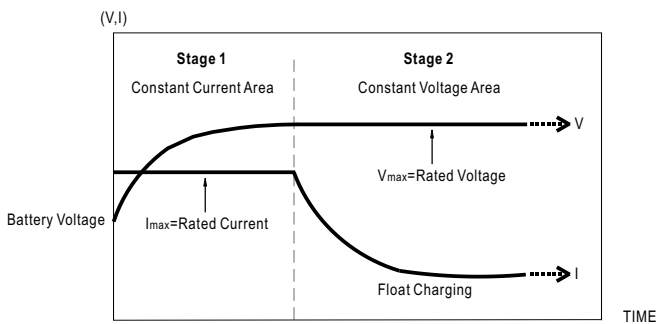 (V,I)
Stage 1
Stage 2
Constant Current Area
Constant Voltage Area
V
Vmax=Rated Voltage
Battery Voltage
Imax=Rated Current
I
Float Charging
TIME